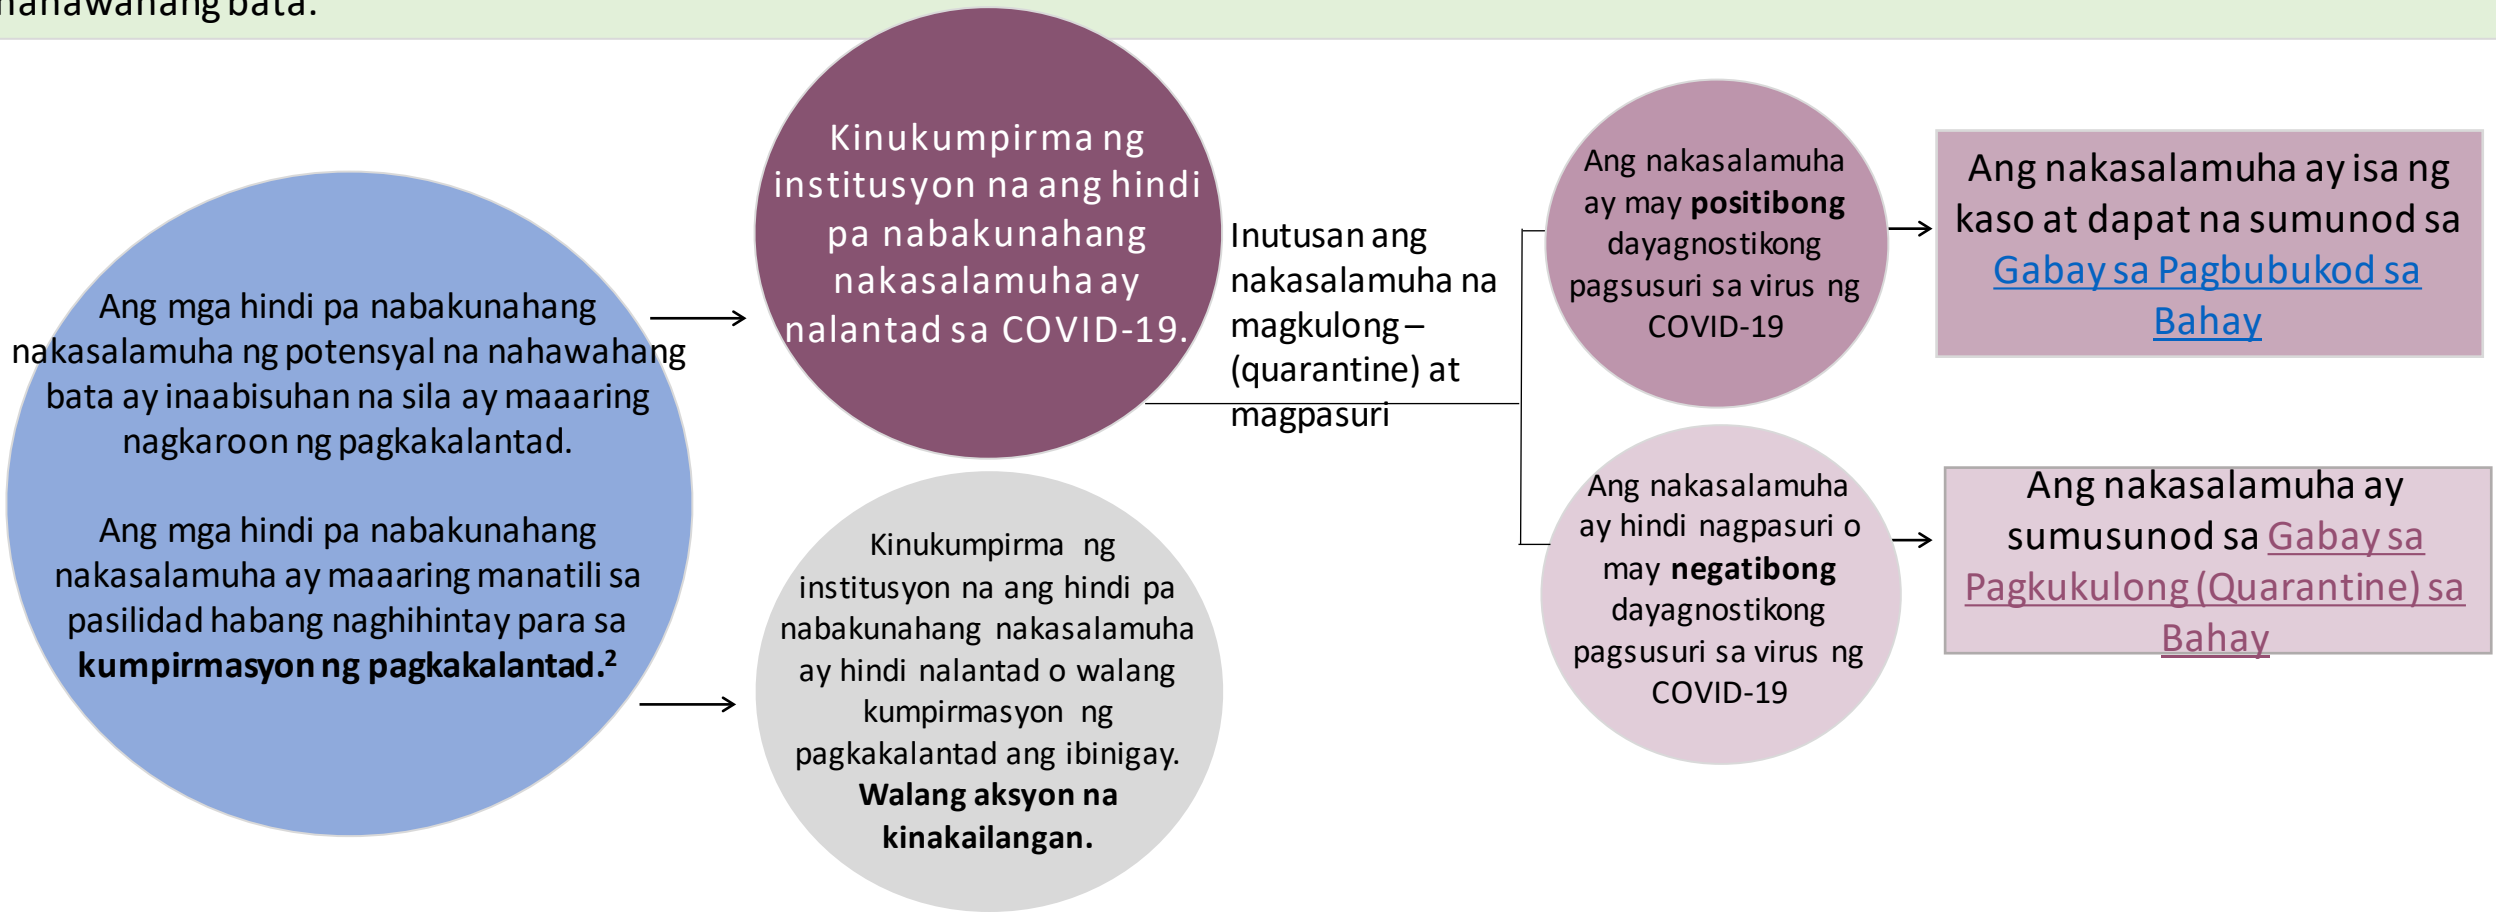 nahawahang bata.
Ang mga hindi pa nabakunahang
nakasalamuha ng potensyal na nahawahang
bata ay inaabisuhan na sila ay maaaring
nagkaroon ng pagkakalantad.
Ang mga hindi pa nabakunahang
nakasalamuha ay maaaring manatili sa
pasilidad habang naghihintay para sa
kumpirmasyon ng pagkakalantad.²
Kinukumpirma ng
institusyon na ang hindi
pa nabakunahang
nakasalamuha ay
nalantad sa COVID-19.
Kinukumpirma ng
institusyon na ang hindi pa
nabakunahang nakasalamuha
ay hindi nalantad o walang
kumpirmasyon ng
pagkakalantad ang ibinigay.
Walang aksyon na
kinakailangan.
Inutusan ang
nakasalamuha na
magkulong –
(quarantine) at
magpasuri
Ang nakasalamuha
ay may positibong
dayagnostikong
pagsusuri sa virus ng
COVID-19
Ang nakasalamuha ay isa ng
kaso at dapat na sumunod sa
Gabay sa Pagbubukod sa
Bahay
Ang nakasalamuha
ay hindi nagpasuri o
may negatibong
dayagnostikong
pagsusuri sa virus ng
COVID-19
Ang nakasalamuha ay
sumusunod sa Gabay sa
Pagkukulong (Quarantine) sa
Bahay